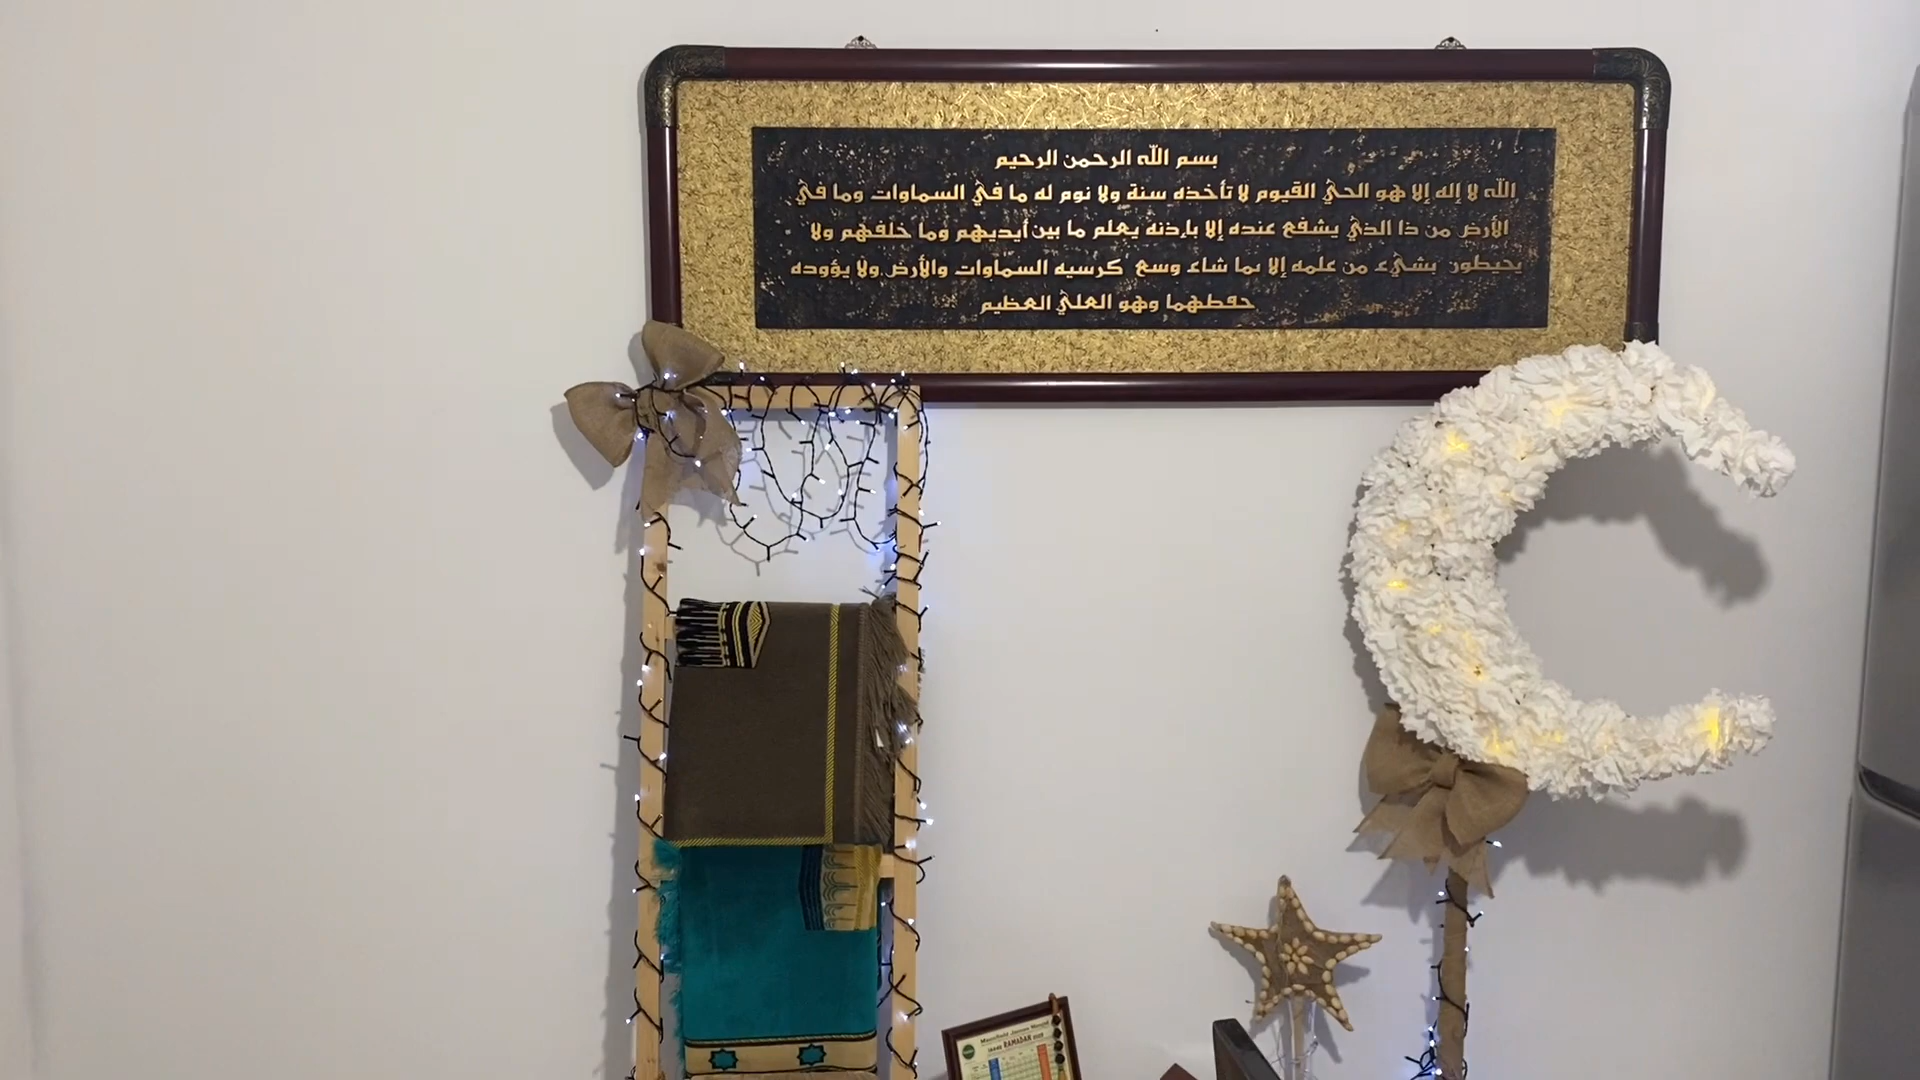 بسم الله الرحمن الرحيم
الله لا إله إلا هو الحي القيوم لا تأخذه سنة ولا نوم له ما في السماوات وما في
الأرض من ذا الذي يشفع عنده إلا بإذنه يعلم ما بين أيديهم وما خلفهم ولا
يحيطون بشيء من علمه إلا بما شاء وسع كرسيه السماوات والأرض ولا يؤوده
حفظهما وهو العلي العظيم
RAMADAN